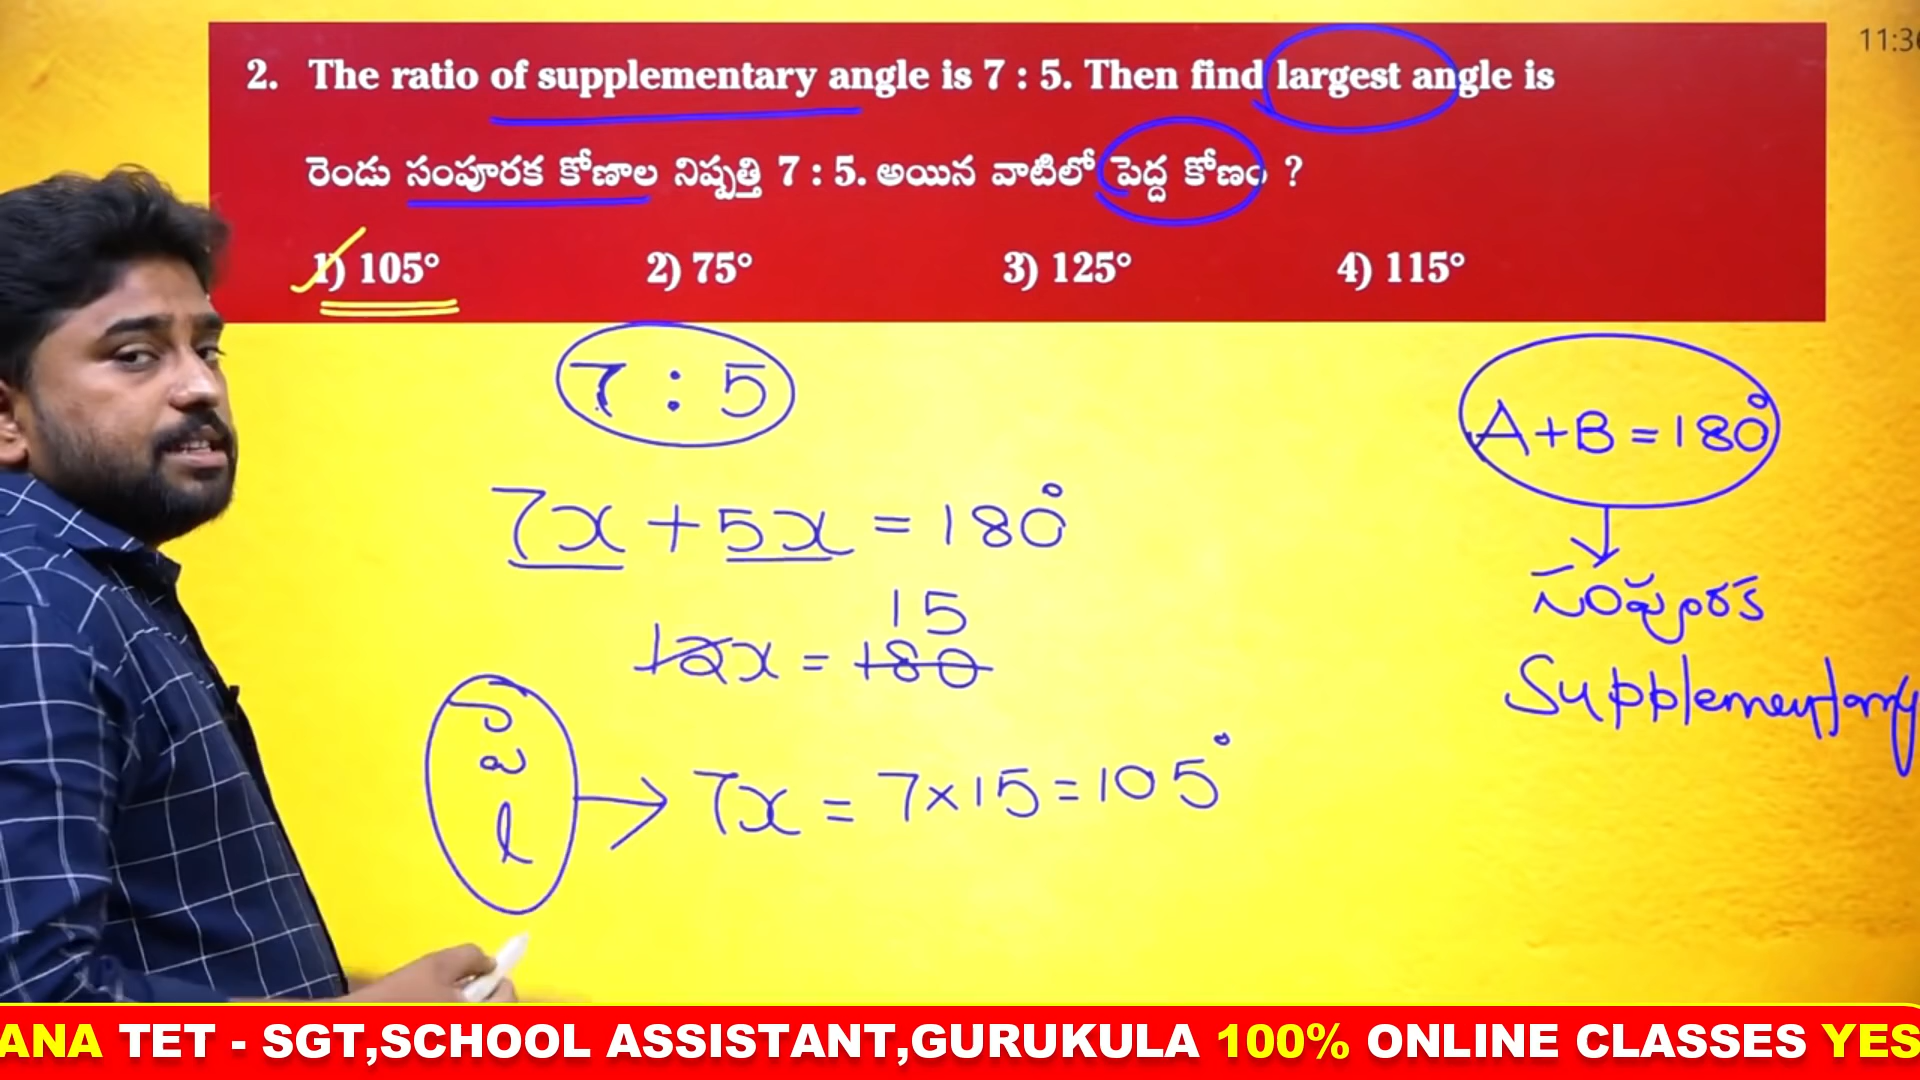 11:3
2. The ratio of supplementary angle is 7 : 5. Then find largest angle is
రెండు సంపూరక కోణాల నిష్పత్తి 7 : 5. అయిన వాటిలో పెద్ద కోణం ?
1) 105° 2) 75° 3) 125° 4) 115°
7 : 5
A+B=180°
7x + 5x = 180°
సంపూరక
Supplementary
15
12x = 180
7x = 7×15=105°
ANA TET - SGT,SCHOOL ASSISTANT,GURUKULA 100% ONLINE CLASSES YES